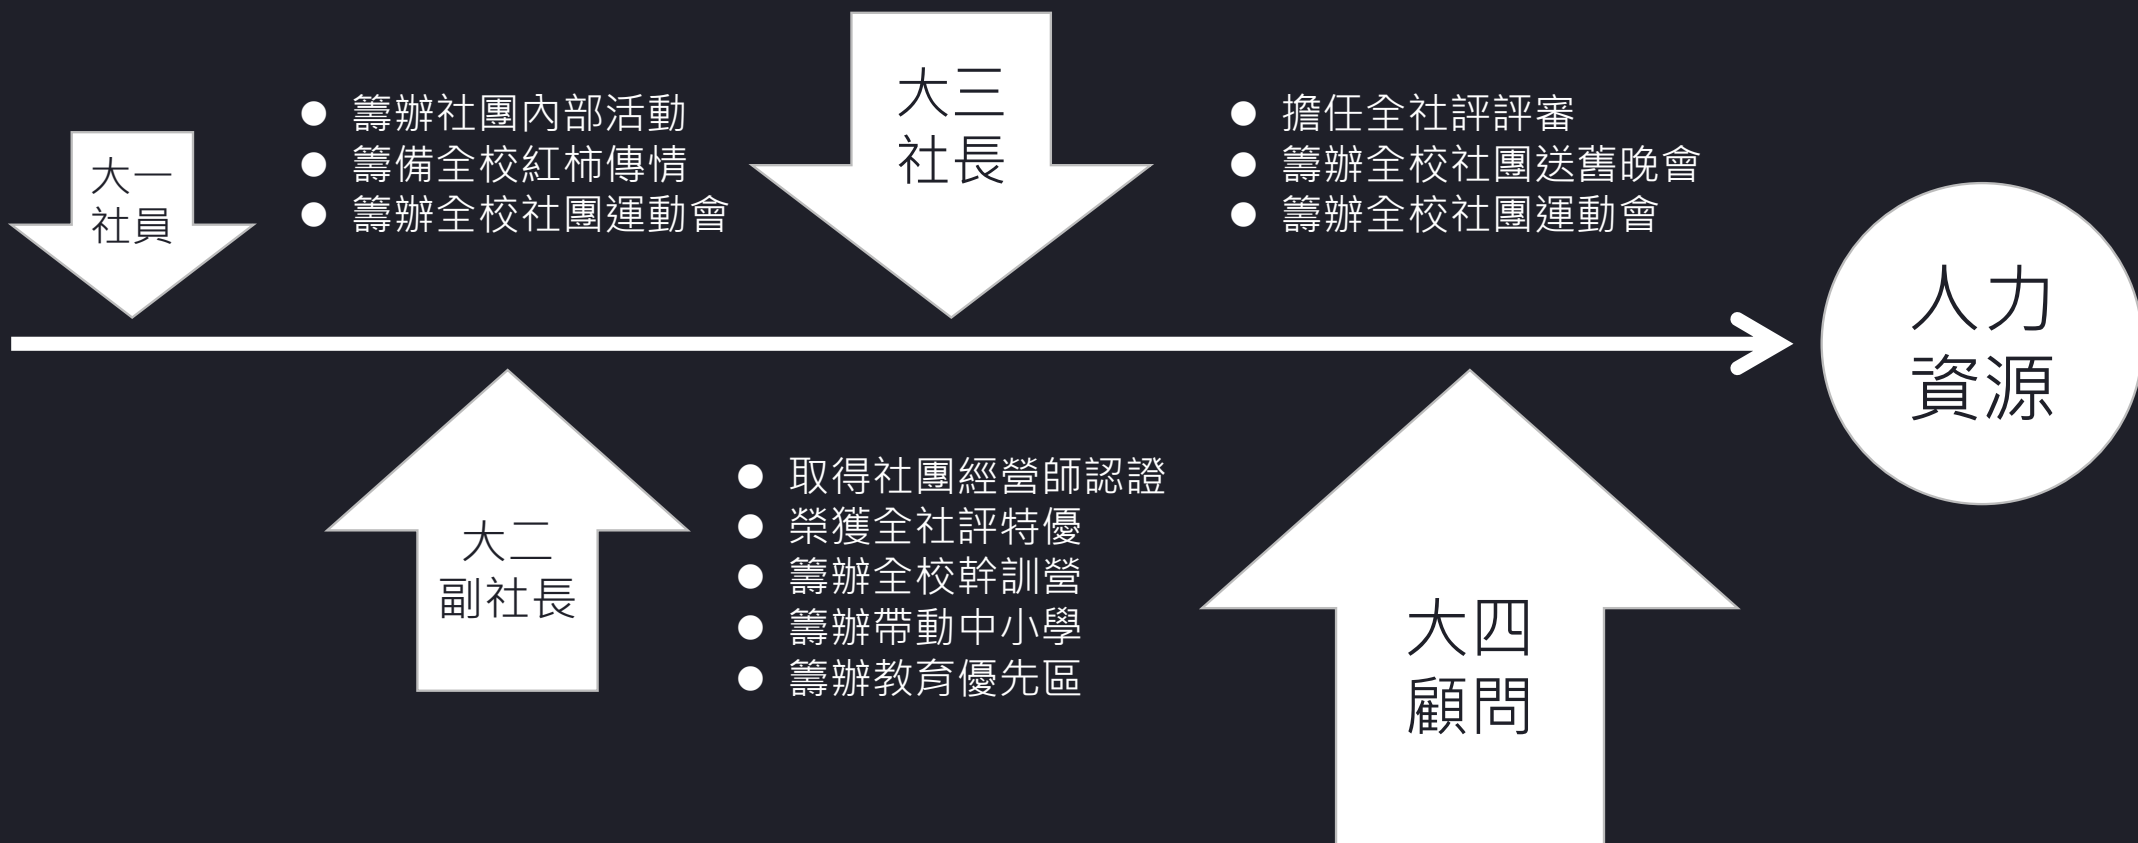 大一
社員
籌辦社團內部活動
籌備全校紅柿傳情
籌辦全校社團運動會
大二
副社長
取得社團經營師認證
榮獲全社評特優
籌辦全校幹訓營
籌辦帶動中小學
籌辦教育優先區
大三
社長
擔任全社評評審
籌辦全校社團送舊晚會
籌辦全校社團運動會
大四
顧問
人力
資源